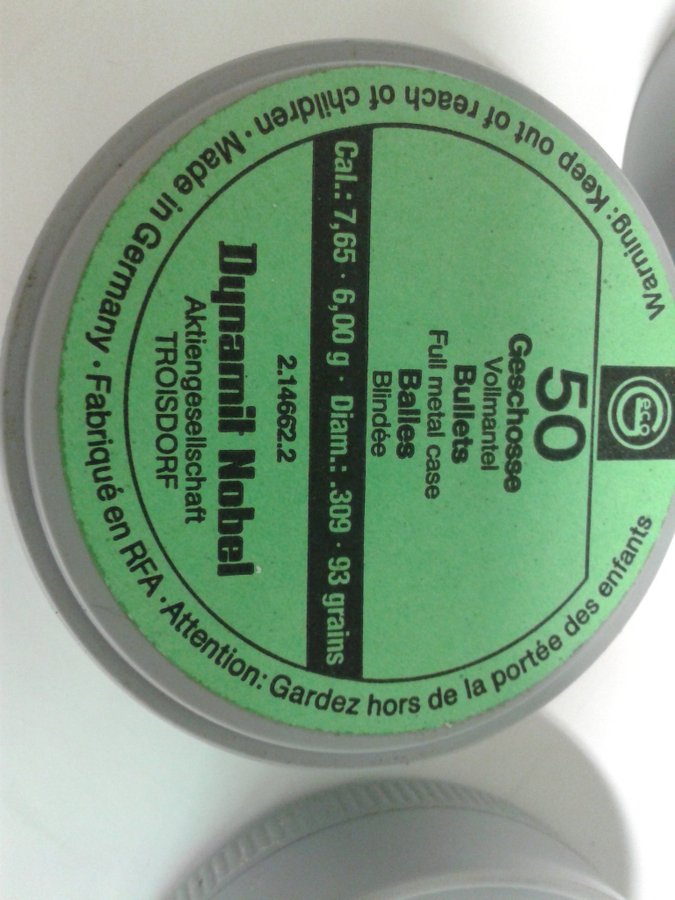 geco
50
Geschosse
Vollmantel
Bullets
Full metal case
Balles
Blindée
Cal.: 7,65 · 6,00 g · Diam.: .309 · 93 grains
2.14662.2
Dynamit Nobel
Aktiengesellschaft
TROISDORF
Warning: Keep out of reach of children · Made in Germany · Fabriqué en RFA · Attention: Gardez hors de la portée des enfants